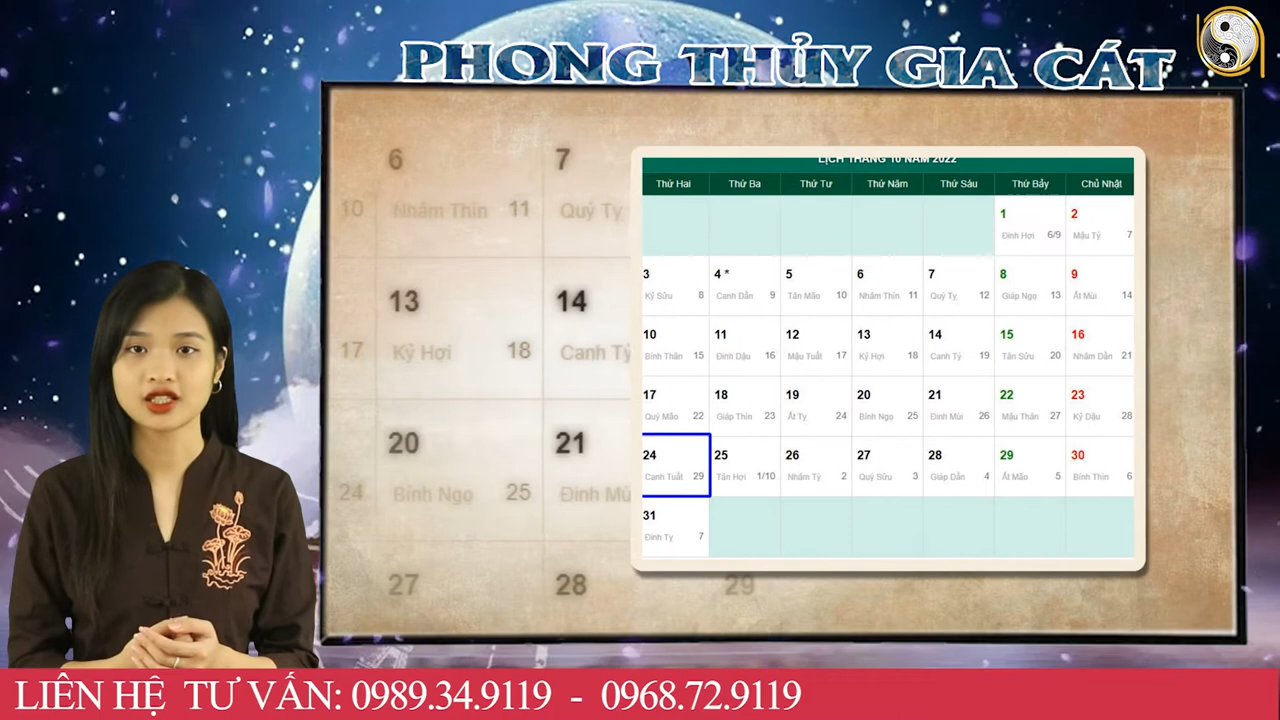 PHONG THỦY GIA CÁT
6 7
10 Nhâm Thìn 11 Quý Tỵ
13 14
17 Kỷ Hợi 18 Canh Tý
20 21
24 Bính Ngọ 25 Đinh Mù
27 28 29
LỊCH THÁNG 10 NĂM 2022
Thứ Hai Thứ Ba Thứ Tư Thứ Năm Thứ Sáu Thứ Bảy Chủ Nhật
1 2
Đinh Hợi 6/9 Mậu Tý 7
3 4 * 5 6 7 8 9
Kỷ Sửu 8 Canh Dần 9 Tân Mão 10 Nhâm Thìn 11 Quý Tỵ 12 Giáp Ngọ 13 Ất Mùi 14
10 11 12 13 14 15 16
Bính Thân 15 Đinh Dậu 16 Mậu Tuất 17 Kỷ Hợi 18 Canh Tý 19 Tân Sửu 20 Nhâm Dần 21
17 18 19 20 21 22 23
Quý Mão 22 Giáp Thìn 23 Ất Tỵ 24 Bính Ngọ 25 Đinh Mùi 26 Mậu Thân 27 Kỷ Dậu 28
24 25 26 27 28 29 30
Canh Tuất 29 Tân Hợi 1/10 Nhâm Tý 2 Quý Sửu 3 Giáp Dần 4 Ất Mão 5 Bính Thìn 6
31
Đinh Tỵ 7
LIÊN HỆ TƯ VẤN: 0989.34.9119 - 0968.72.9119